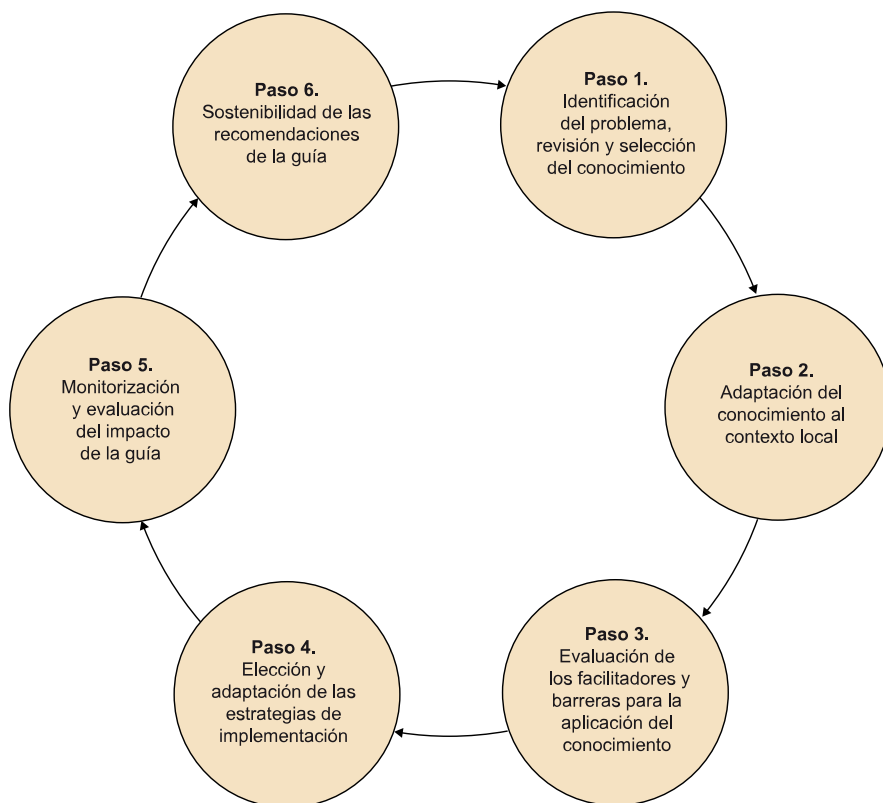 Paso 1.
Identificación
del problema,
revisión y selección
del conocimiento
Paso 2.
Adaptación del
conocimiento al
contexto local
Paso 3.
Evaluación de
los facilitadores y
barreras para la
aplicación del
conocimiento
Paso 4.
Elección y
adaptación de las
estrategias de
implementación
Paso 5.
Monitorización
y evaluación
del impacto
de la guía
Paso 6.
Sostenibilidad de las
recomendaciones
de la guía